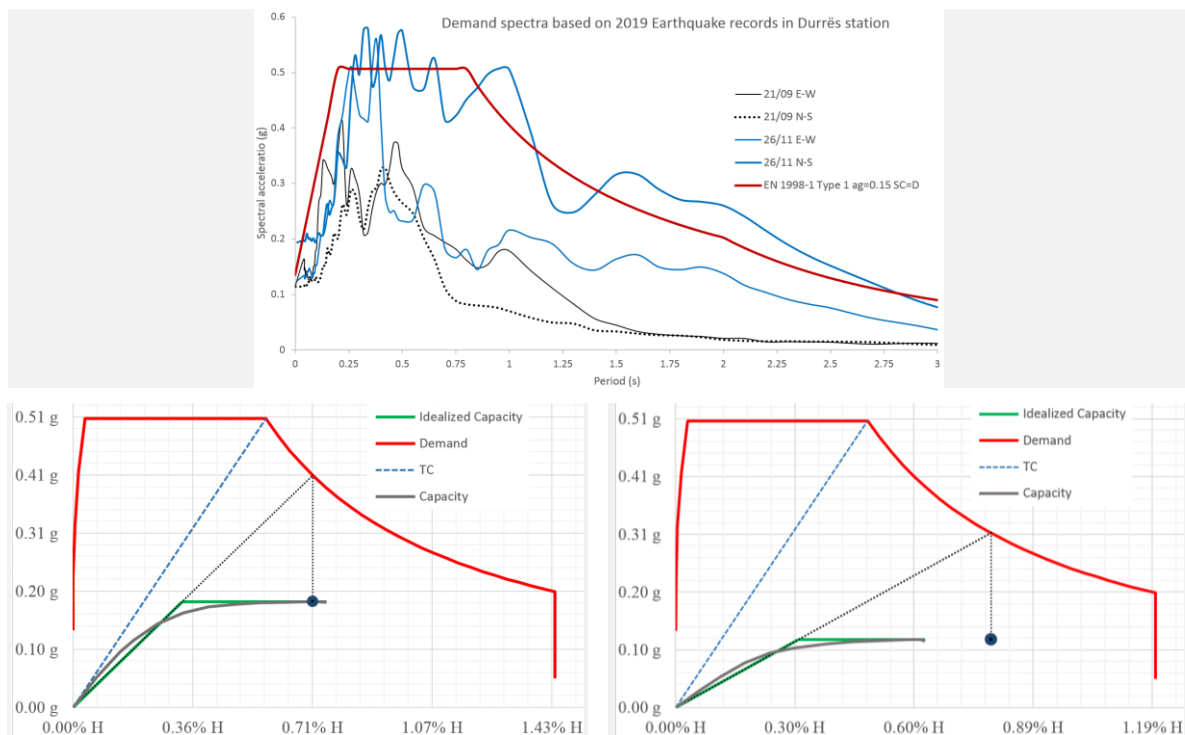 Demand spectra based on 2019 Earthquake records in Durrës station
0.6
0.5
0.4
0.3
0.2
0.1
0
Spectral acceleratio (g)
21/09 E-W
21/09 N-S
26/11 E-W
26/11 N-S
EN 1998-1 Type 1 ag=0.15 SC=D
0 0.25 0.5 0.75 1 1.25 1.5 1.75 2 2.25 2.5 2.75 3
Period (s)
0.51 g
0.41 g
0.31 g
0.20 g
0.10 g
0.00 g
Idealized Capacity
Demand
TC
Capacity
0.00% H 0.36% H 0.71% H 1.07% H 1.43% H
0.51 g
0.41 g
0.31 g
0.20 g
0.10 g
0.00 g
Idealized Capacity
Demand
TC
Capacity
0.00% H 0.30% H 0.60% H 0.89% H 1.19% H